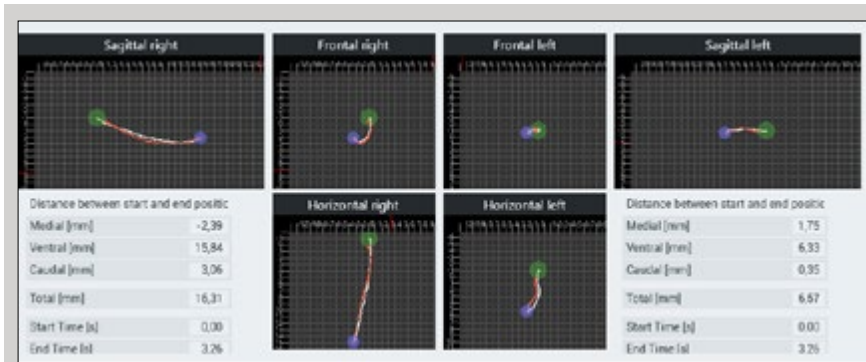 Sagittal right
Frontal right
Frontal left
Sagittal left
Distance between start and end positic
Medial [mm] -2,39
Ventral [mm] 15,84
Caudal [mm] 3,06
Total [mm] 16,31
Start Time [s] 0,00
End Time [s] 3,26
Horizontal right
Horizontal left
Distance between start and end positic
Medial [mm] 1,75
Ventral [mm] 6,33
Caudal [mm] 0,35
Total [mm] 6,57
Start Time [s] 0,00
End Time [s] 3,26